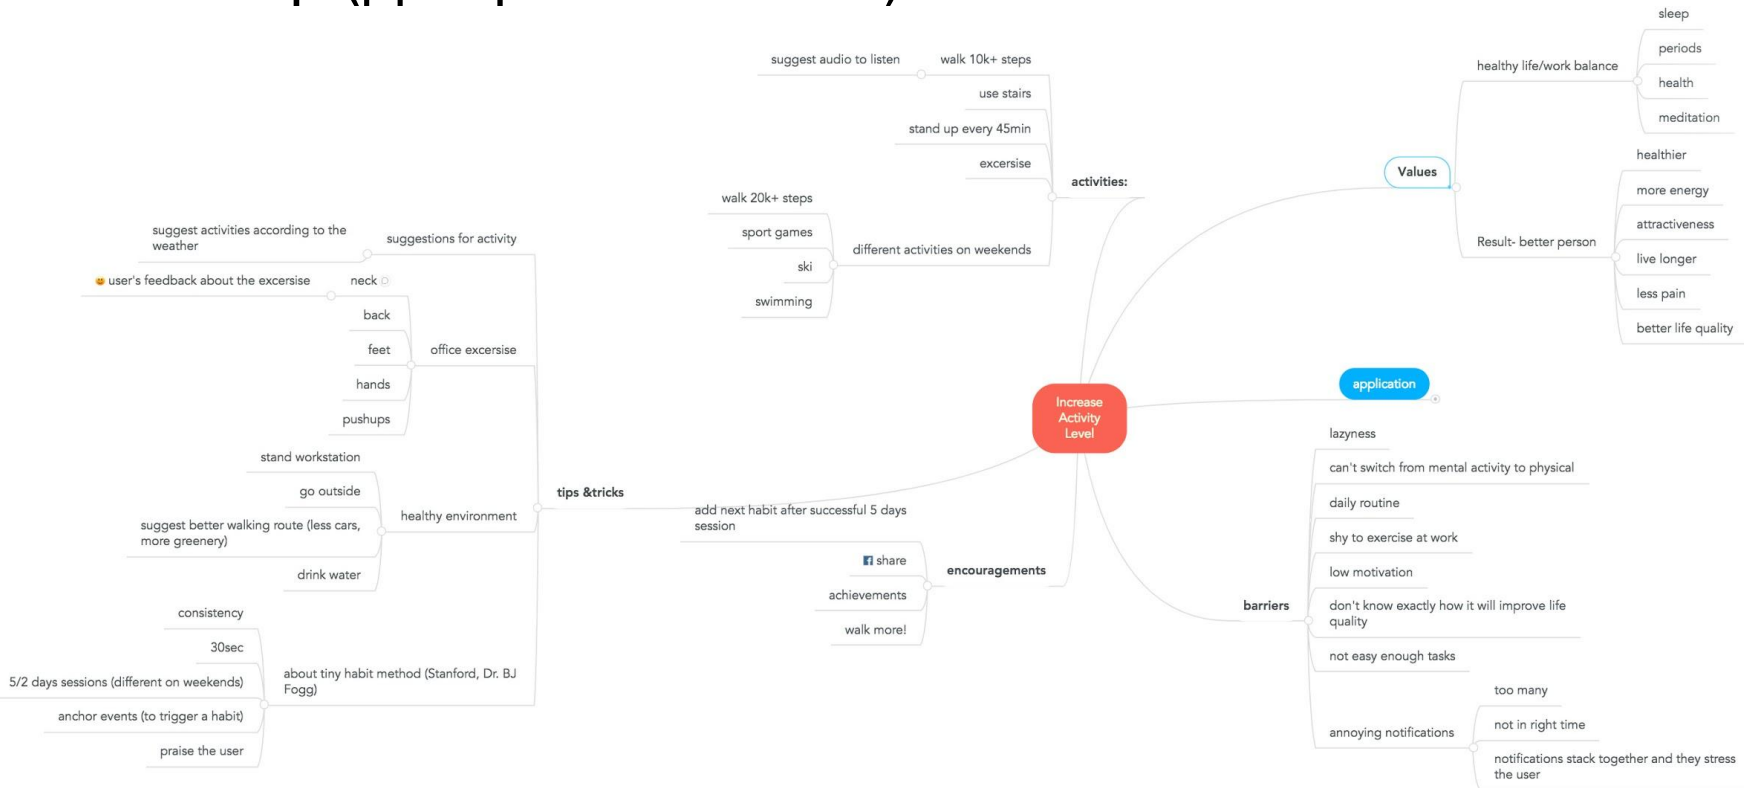 suggest audio to listen
walk 10k+ steps
use stairs
stand up every 45min
excersise
activities:
walk 20k+ steps
sport games
ski
swimming
different activities on weekends
sleep
periods
health
meditation
healthy life/work balance
Values
healthier
more energy
attractiveness
live longer
less pain
better life quality
Result- better person
suggest activities according to the
weather
suggestions for activity
user's feedback about the excersise
neck
back
feet
hands
pushups
office excersise
stand workstation
go outside
suggest better walking route (less cars,
more greenery)
drink water
healthy environment
tips &tricks
consistency
30sec
5/2 days sessions (different on weekends)
anchor events (to trigger a habit)
praise the user
about tiny habit method (Stanford, Dr. BJ
Fogg)
Increase
Activity
Level
application
add next habit after successful 5 days
session
share
achievements
walk more!
encouragements
barriers
lazyness
can't switch from mental activity to physical
daily routine
shy to exercise at work
low motivation
don't know exactly how it will improve life
quality
not easy enough tasks
annoying notifications
too many
not in right time
notifications stack together and they stress
the user